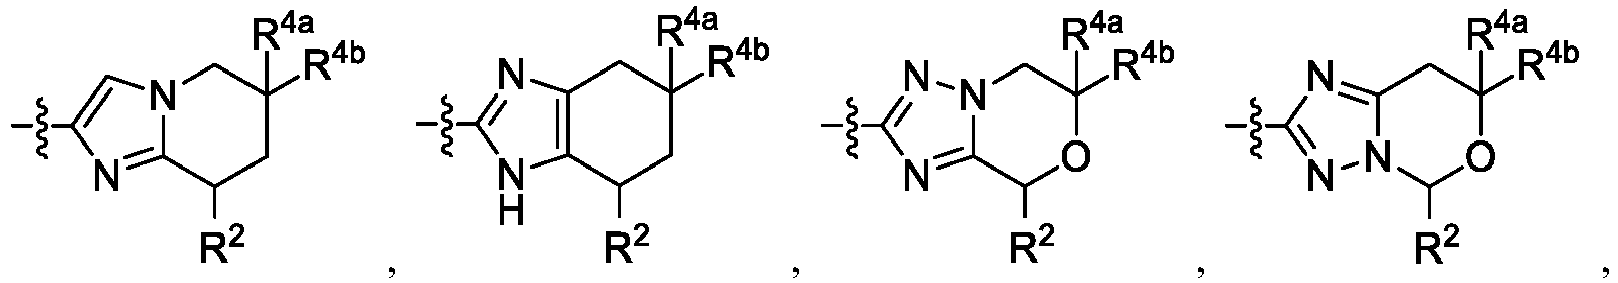 R4a R4a R4a R4a
R4b R4b R4b R4b
N N N N N
N N N O N N O
N
H
R2 R2 R2 R2
, , , ,